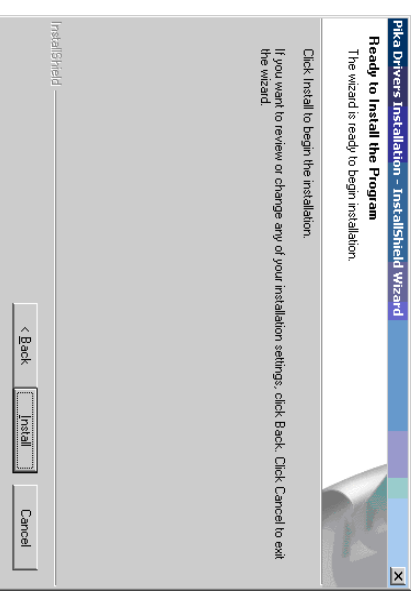 Pika Drivers Installation - InstallShield Wizard
Ready to Install the Program
The wizard is ready to begin installation.
Click Install to begin the installation.
If you want to review or change any of your installation settings, click Back. Click Cancel to exit
the wizard.
InstallShield
< Back
Install
Cancel